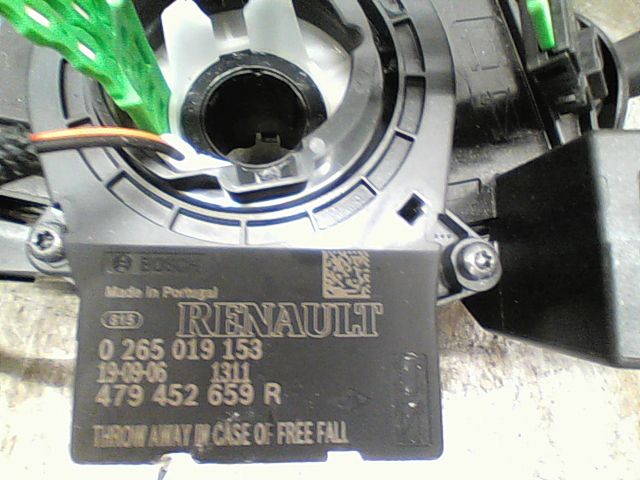 BOSCH
Made in Portugal
615 RENAULT
0 265 019 153
19-09-06 1311
479 452 659 R
THROW AWAY IN CASE OF FREE FALL